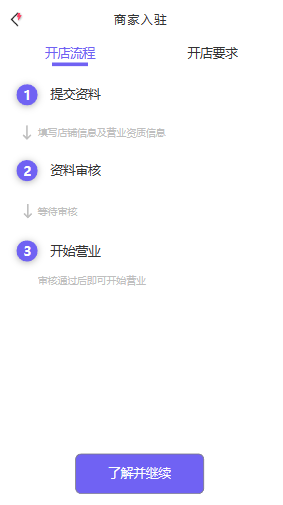 商家入驻
开店流程 开店要求
1 提交资料
填写店铺信息及营业资质信息
2 资料审核
等待审核
3 开始营业
审核通过后即可开始营业
了解并继续